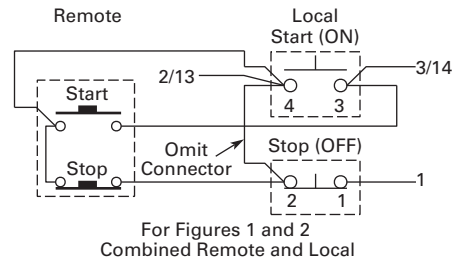 Remote
Local
Start (ON)
2/13
3/14
Start
4
3
Omit
Connector
Stop (OFF)
Stop
1
2
1
For Figures 1 and 2
Combined Remote and Local